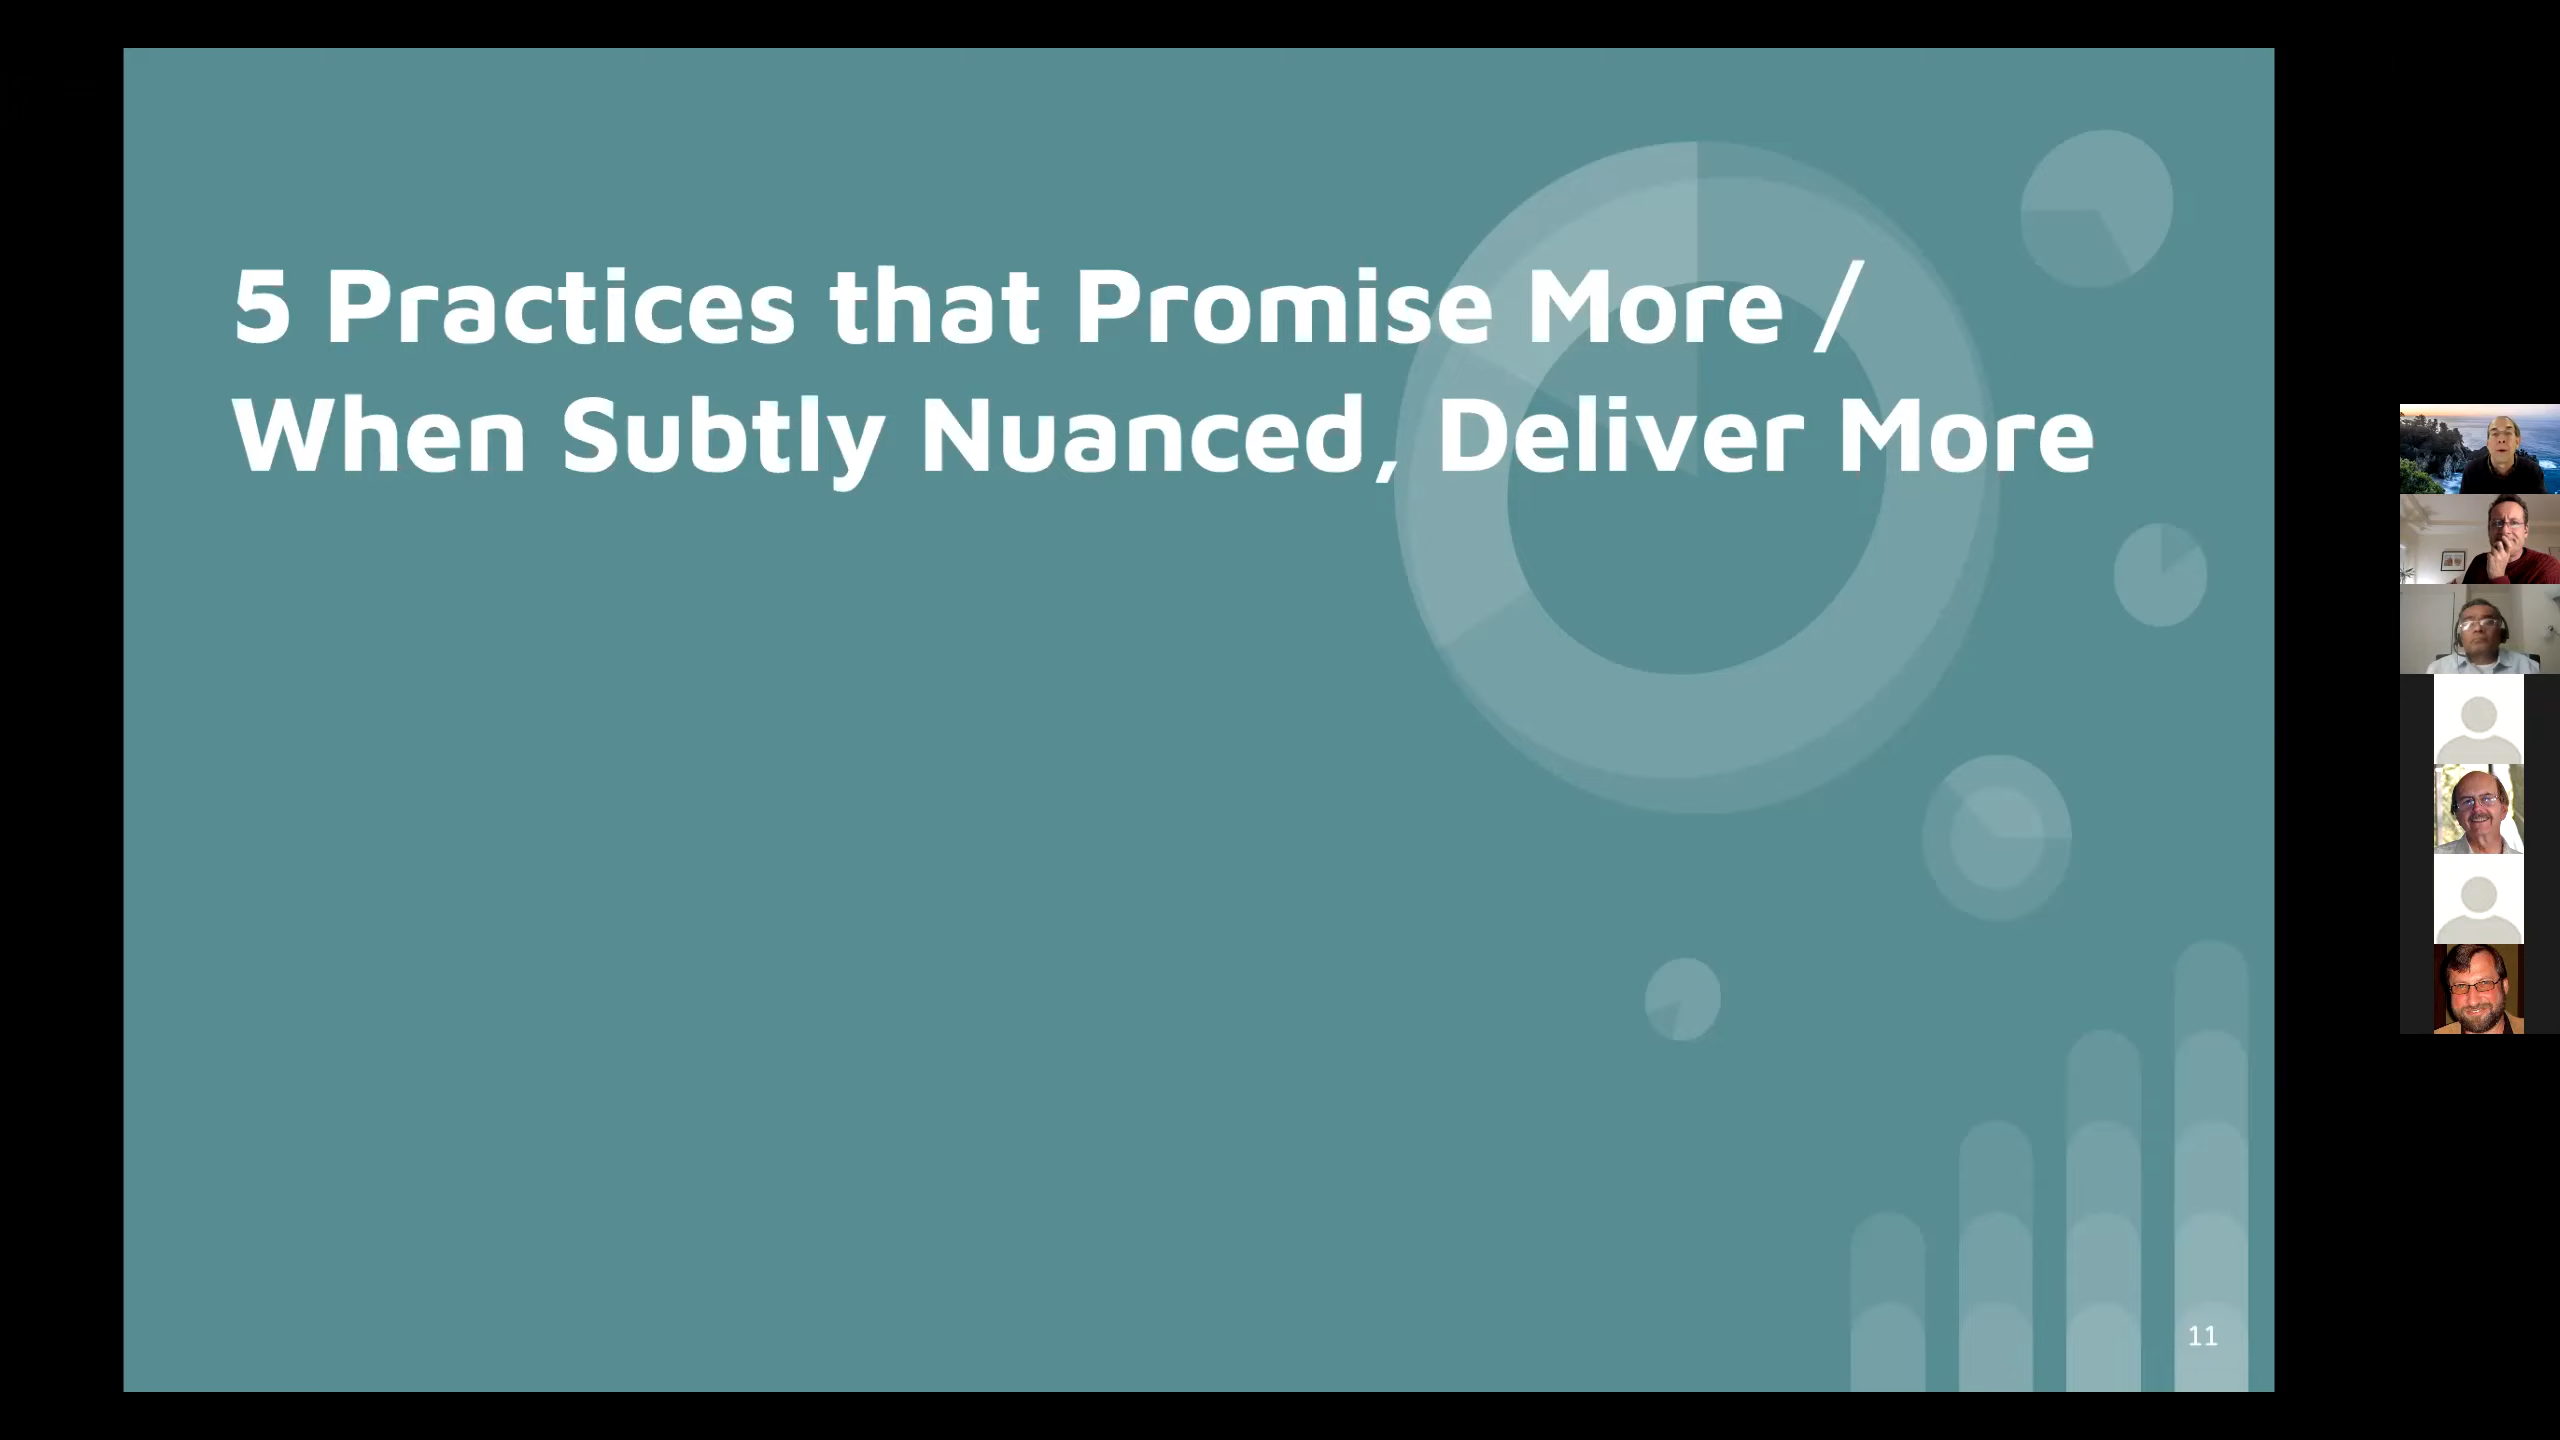 5 Practices that Promise More /
When Subtly Nuanced, Deliver More
11